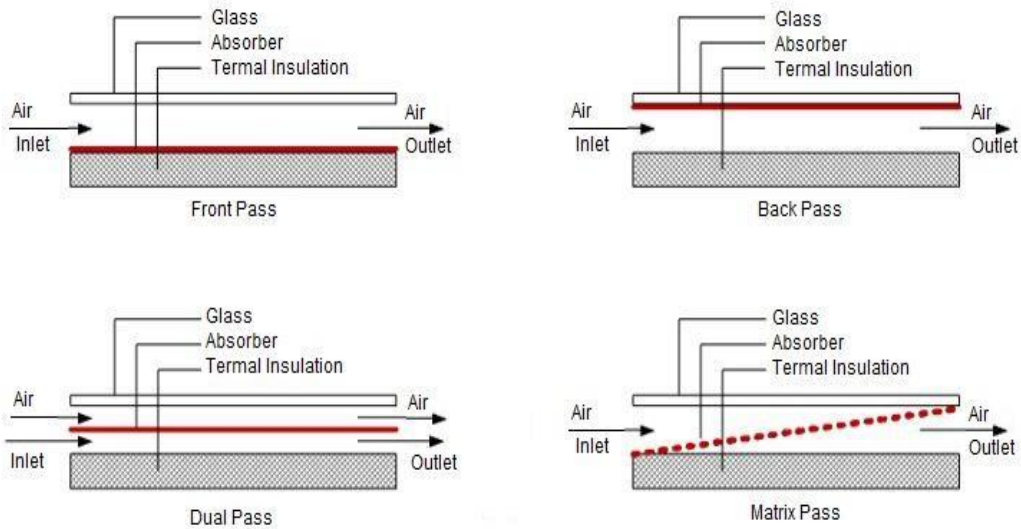 Glass
Absorber
Termal Insulation
Air
Inlet
Air
Outlet
Front Pass
Glass
Absorber
Termal Insulation
Air
Inlet
Air
Outlet
Back Pass
Glass
Absorber
Termal Insulation
Air
Inlet
Air
Outlet
Dual Pass
Glass
Absorber
Termal Insulation
Air
Inlet
Air
Outlet
Matrix Pass